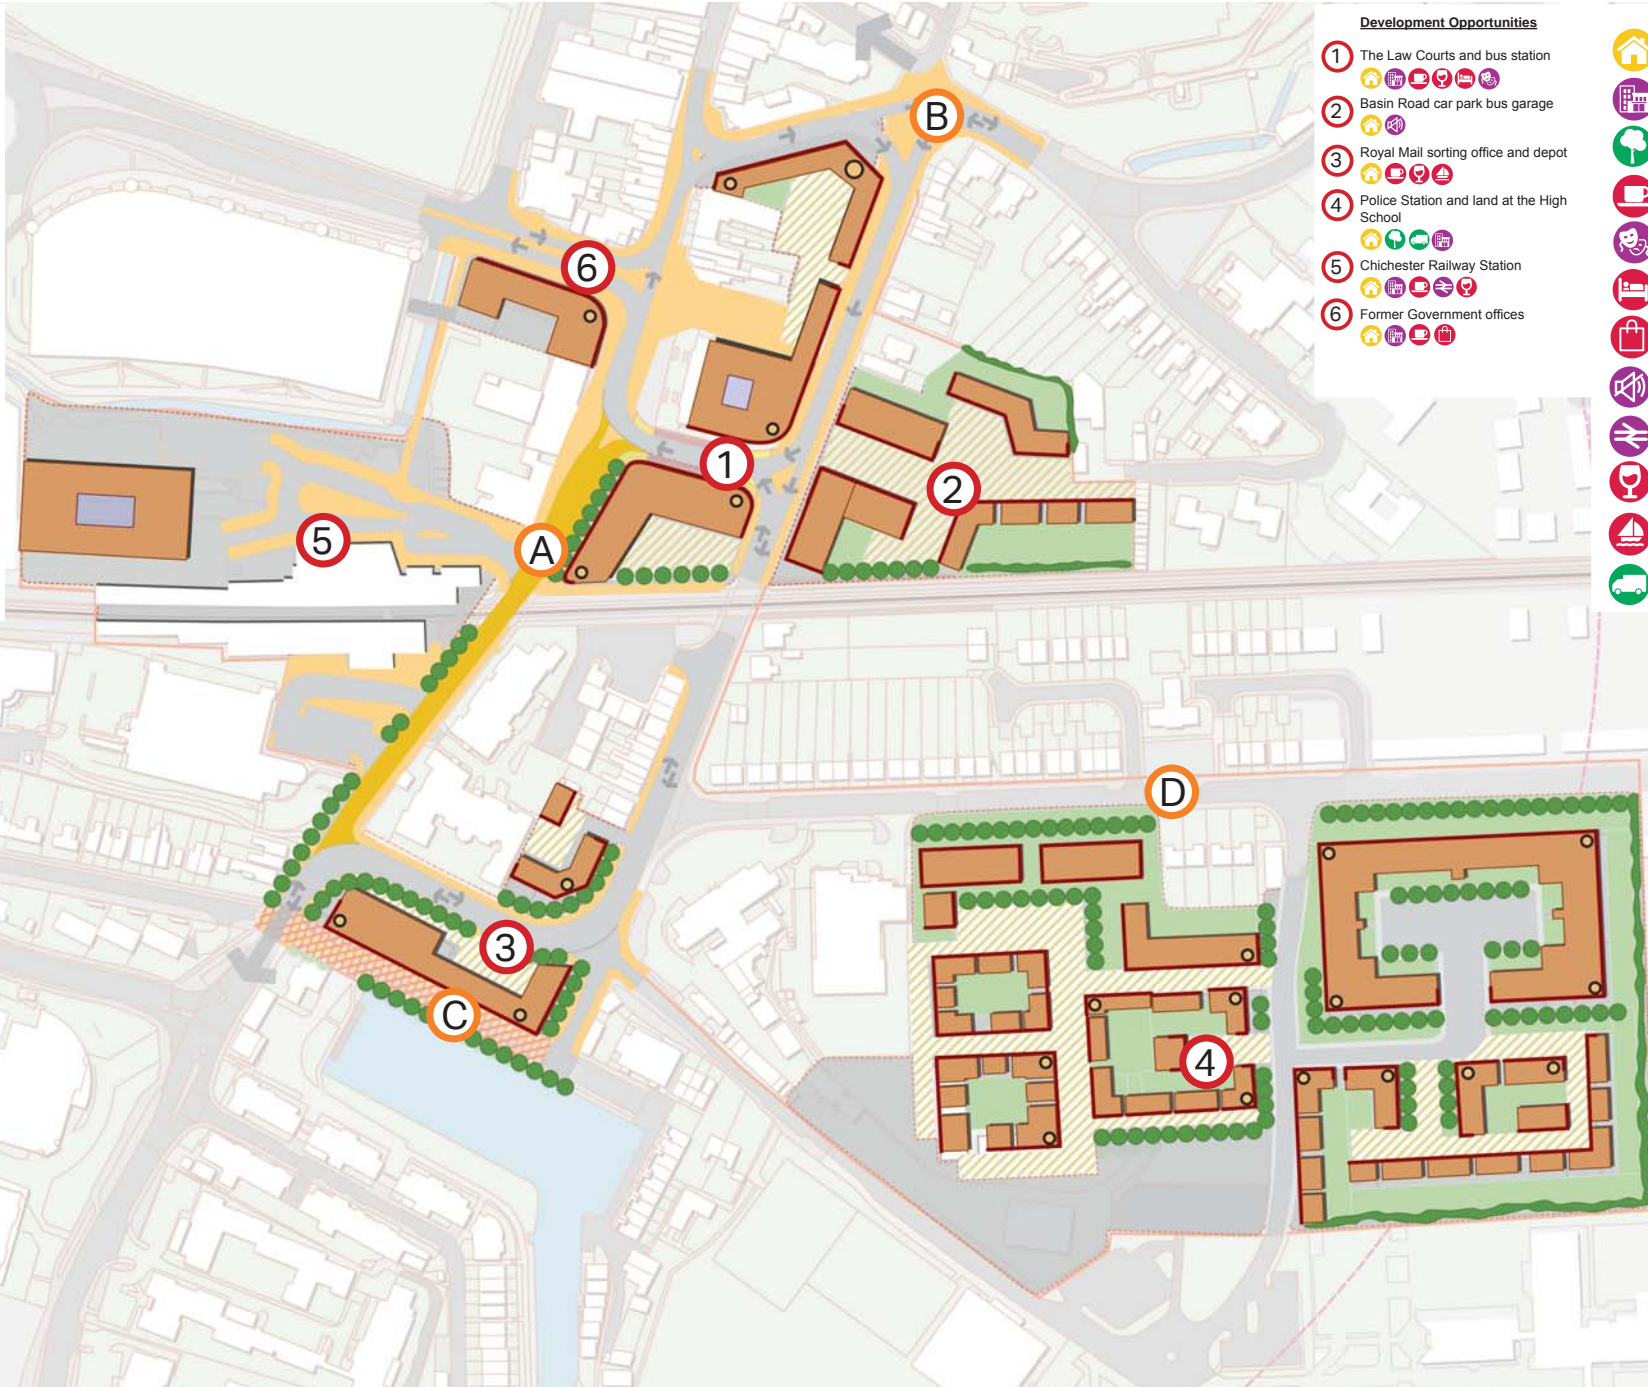 Development Opportunities
1 The Law Courts and bus station
2 Basin Road car park bus garage
3 Royal Mail sorting office and depot
4 Police Station and land at the High
School
5 Chichester Railway Station
6 Former Government offices
B
6
1
2
5
A
D
3
C
4